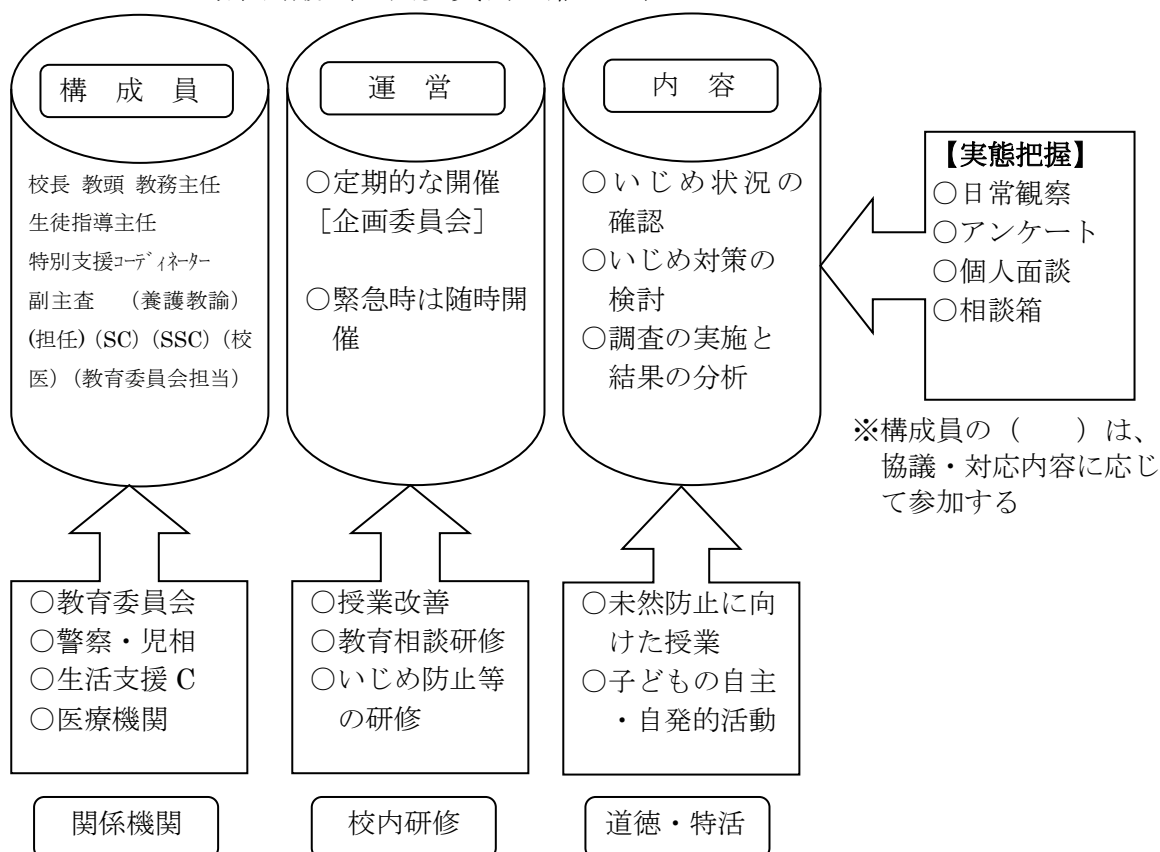 構 成 員
校長 教頭 教務主任
生徒指導主任
特別支援ｺｰﾃﾞｨﾈｰﾀｰ
副主査 （養護教諭）
(担任) (SC) (SSC)（校
医）（教育委員会担当）
運 営
○定期的な開催
［企画委員会］
○緊急時は随時開
催
内 容
○いじめ状況の
確認
○いじめ対策の
検討
○調査の実施と
結果の分析
【実態把握】
○日常観察
○アンケート
○個人面談
○相談箱
※構成員の（　　）は、
協議・対応内容に応じ
て参加する
○教育委員会
○警察・児相
○生活支援 C
○医療機関
関係機関
○授業改善
○教育相談研修
○いじめ防止等
の研修
校内研修
○未然防止に向
けた授業
○子どもの自主
・自発的活動
道徳・特活